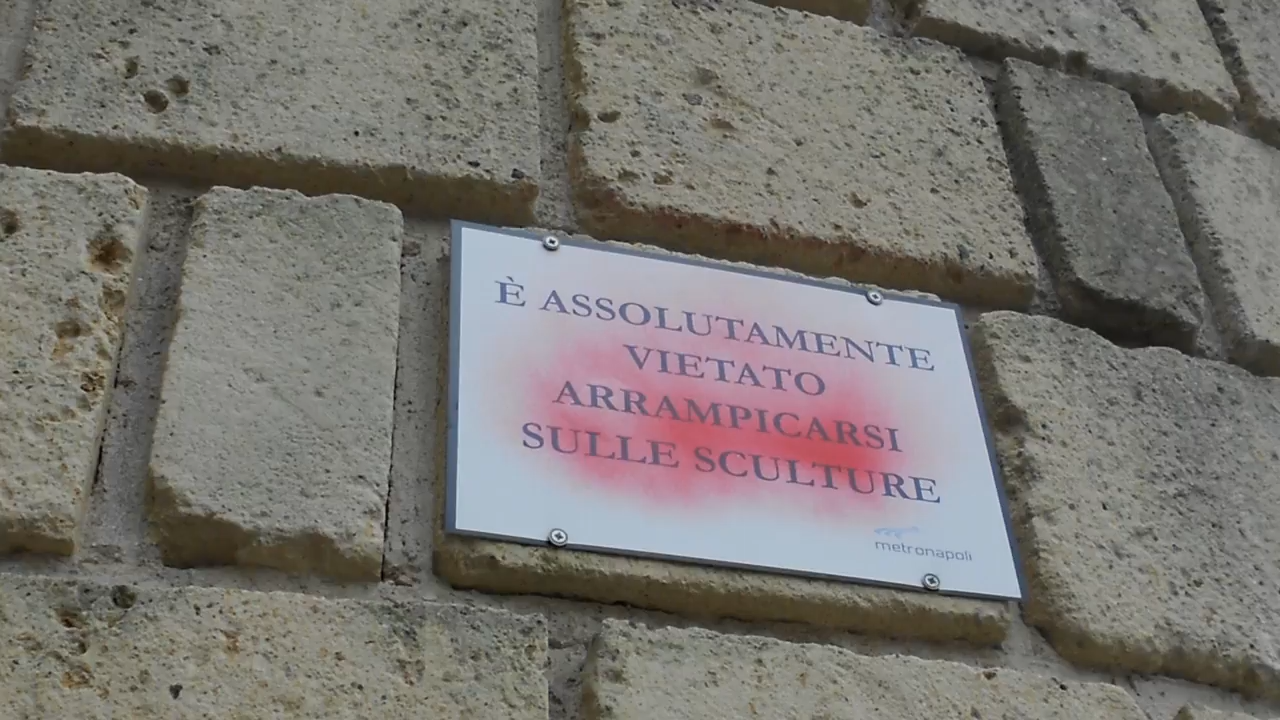 È ASSOLUTAMENTE
VIETATO
ARRAMPICARSI
SULLE SCULTURE
metronapoli